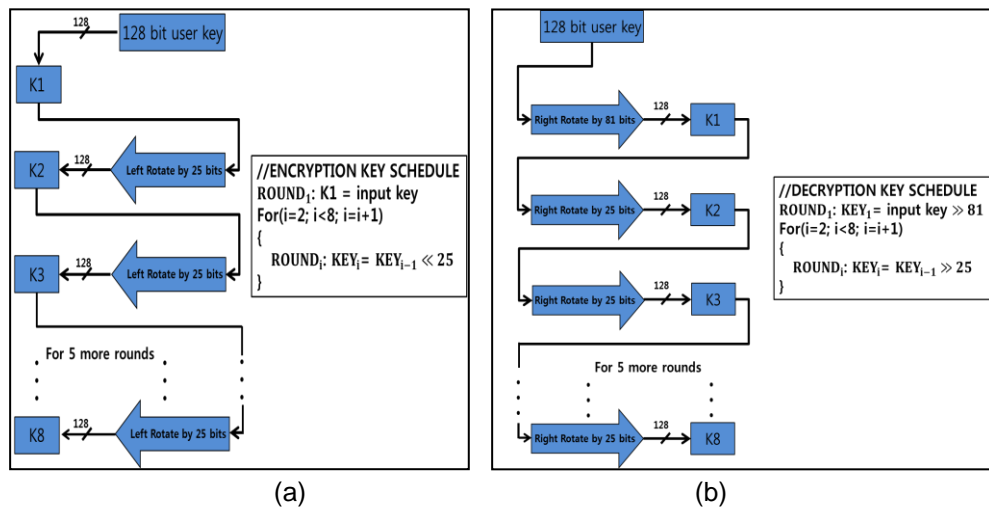 128
128 bit user key
K1
K2
128
Left Rotate by 25 bits
K3
128
Left Rotate by 25 bits
For 5 more rounds
K8
128
Left Rotate by 25 bits
//ENCRYPTION KEY SCHEDULE
ROUND₁: K1 = input key
For(i=2; i<8; i=i+1)
{
ROUNDᵢ: KEYᵢ= KEYᵢ₋₁ ≪ 25
}
(a)
128 bit user key
Right Rotate by 81 bits
128
K1
Right Rotate by 25 bits
128
K2
Right Rotate by 25 bits
128
K3
For 5 more rounds
Right Rotate by 25 bits
128
K8
//DECRYPTION KEY SCHEDULE
ROUND₁: KEY₁= input key ≫ 81
For(i=2; i<8; i=i+1)
{
ROUNDᵢ: KEYᵢ= KEYᵢ₋₁ ≫ 25
}
(b)